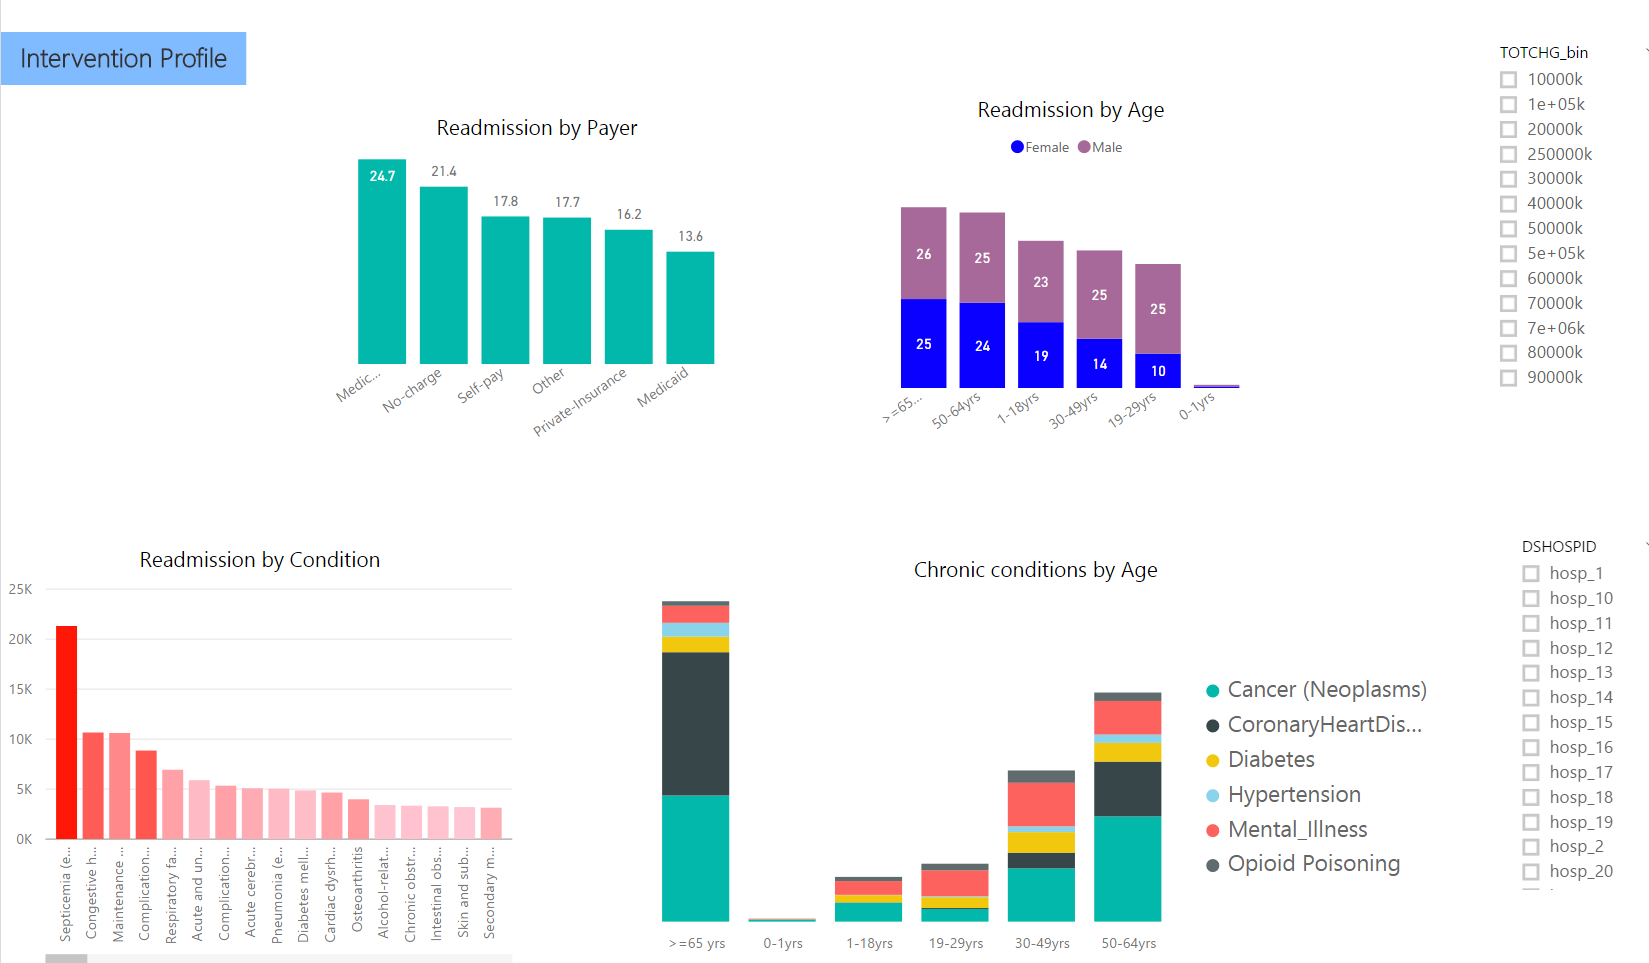 Intervention Profile
Readmission by Payer
24.7
21.4
17.8
17.7
16.2
13.6
Medic...
No-charge
Self-pay
Other
Private-Insurance
Medicaid
Readmission by Age
Female Male
26
25
23
25
25
25
24
19
14
10
>=65...
50-64yrs
1-18yrs
30-49yrs
19-29yrs
0-1yrs
TOTCHG_bin
10000k
1e+05k
20000k
250000k
30000k
40000k
50000k
5e+05k
60000k
70000k
7e+06k
80000k
90000k
Readmission by Condition
25K
20K
15K
10K
5K
0K
Septicemia (e...
Congestive h...
Maintenance ...
Complication...
Respiratory fa...
Acute and un...
Complication...
Acute cerebr...
Pneumonia (e...
Diabetes mell...
Cardiac dysrh...
Osteoarthritis
Alcohol-relat...
Chronic obstr...
Intestinal obs...
Skin and sub...
Secondary m...
Chronic conditions by Age
>=65 yrs
0-1yrs
1-18yrs
19-29yrs
30-49yrs
50-64yrs
Cancer (Neoplasms)
CoronaryHeartDis...
Diabetes
Hypertension
Mental_Illness
Opioid Poisoning
DSHOSPID
hosp_1
hosp_10
hosp_11
hosp_12
hosp_13
hosp_14
hosp_15
hosp_16
hosp_17
hosp_18
hosp_19
hosp_2
hosp_20